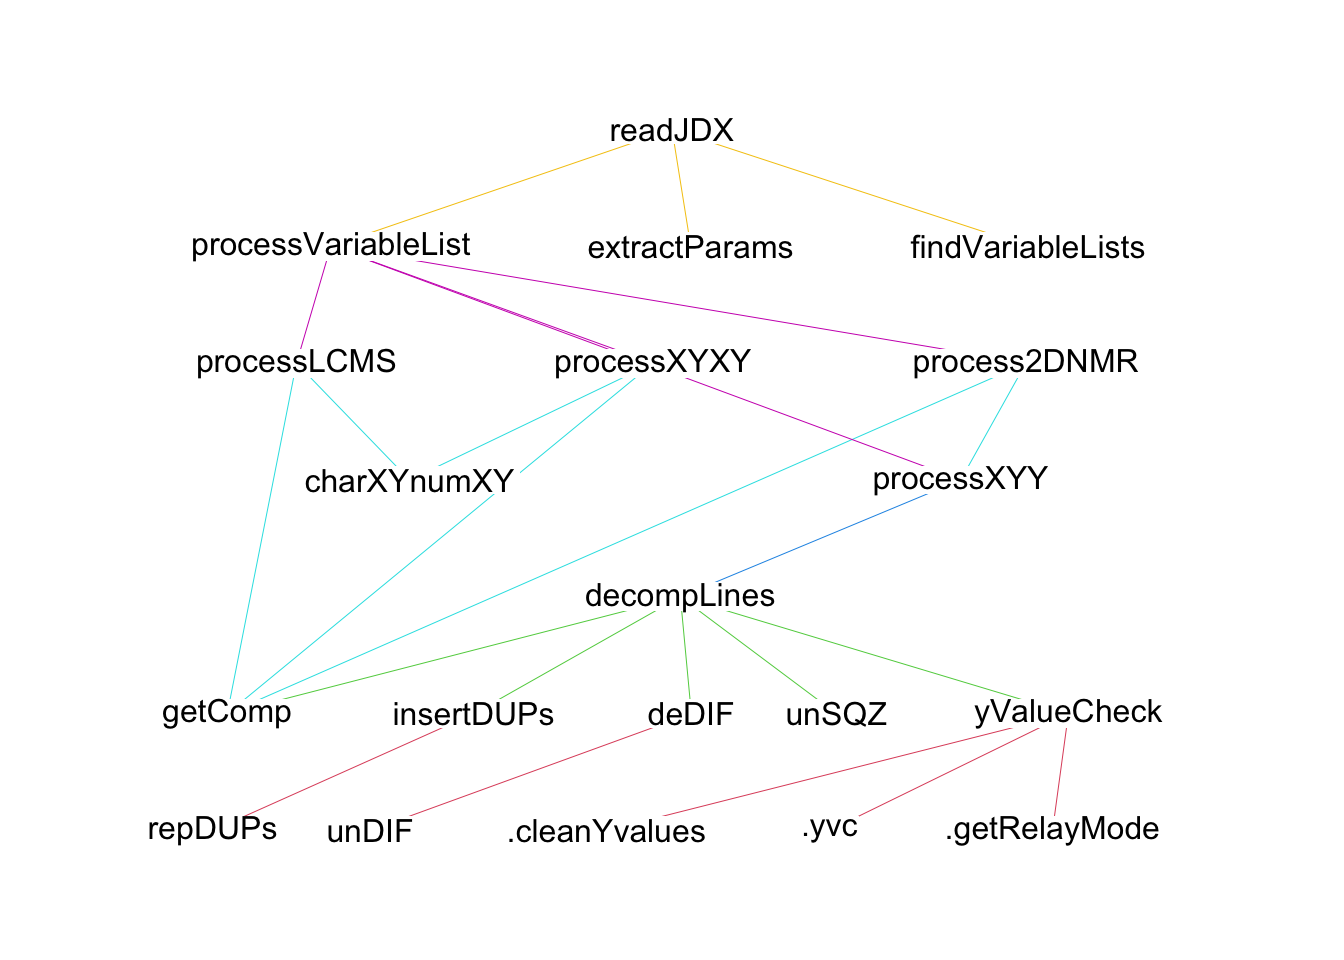 readJDX
processVariableList extractParams findVariableLists
processLCMS processXYXY process2DNMR
charXYnumXY processXYY
decompLines
getComp insertDUPs deDIF unSQZ yValueCheck
repDUPs unDIF .cleanYvalues .yvc .getRelayMode